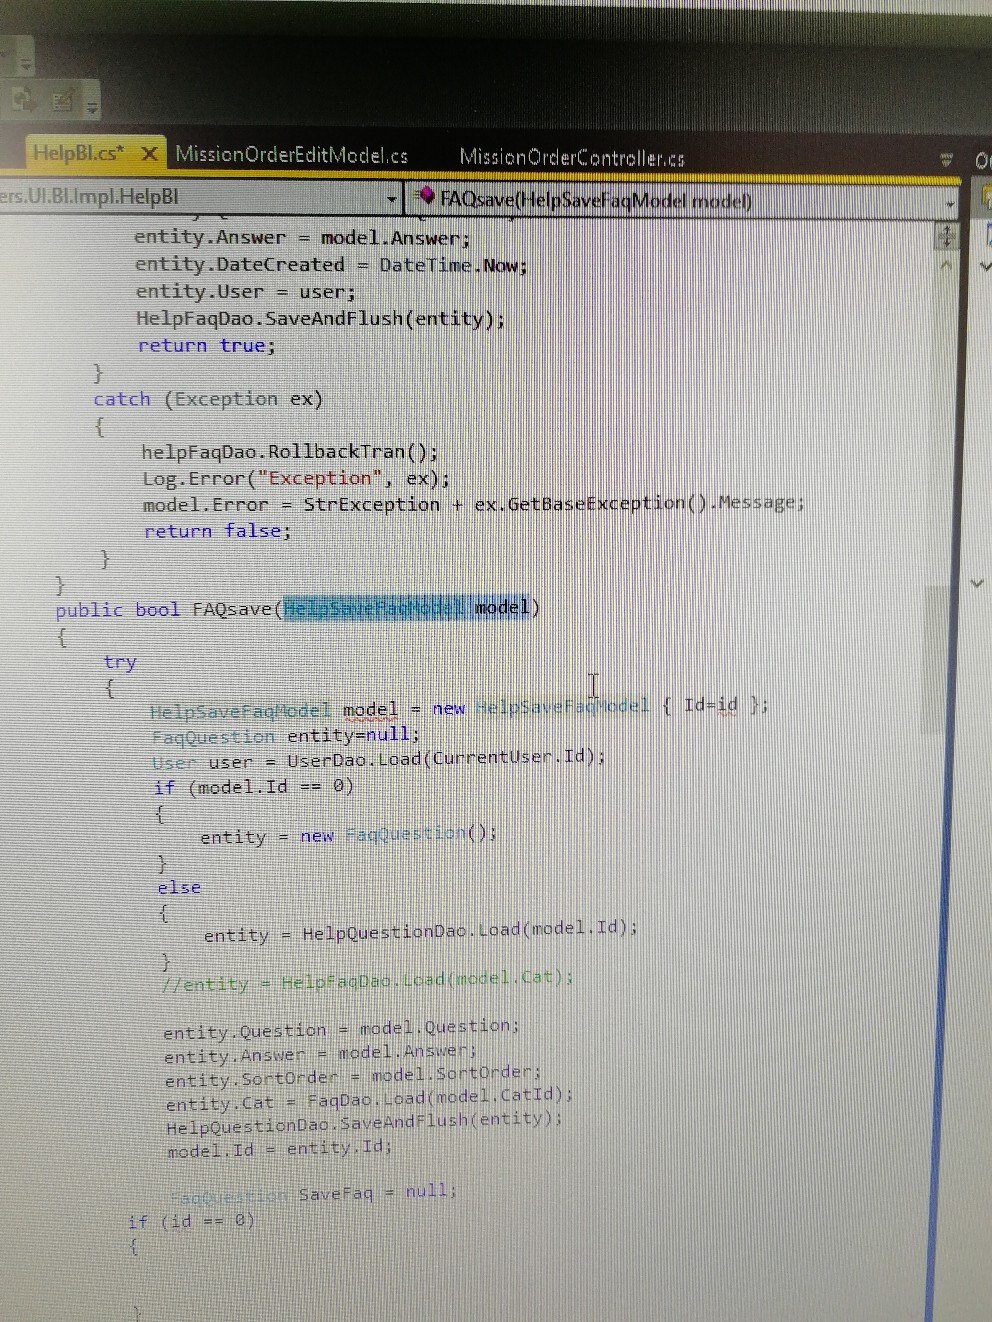 HelpBl.cs* X MissionOrderEditModel.cs MissionOrderController.cs
ers.UI.Bl.Impl.HelpBl FAQsave(HelpSaveFaqModel model)
entity.Answer = model.Answer;
entity.DateCreated = DateTime.Now;
entity.User = user;
HelpFaqDao.SaveAndFlush(entity);
return true;
}
catch (Exception ex)
{
helpFaqDao.RollbackTran();
Log.Error("Exception", ex);
model.Error = StrException + ex.GetBaseException().Message;
return false;
}
}
public bool FAQsave(HelpSaveFaqModel model)
{
try
{
HelpSaveFaqModel model = new HelpSaveFaqModel { Id=id };
FaqQuestion entity=null;
User user = UserDao.Load(CurrentUser.Id);
if (model.Id == 0)
{
entity = new FaqQuestion();
}
else
{
entity = HelpQuestionDao.Load(model.Id);
}
//entity = HelpFaqDao.Load(model.Cat);
entity.Question = model.Question;
entity.Answer = model.Answer;
entity.SortOrder = model.SortOrder;
entity.Cat = FaqDao.Load(model.CatId);
HelpQuestionDao.SaveAndFlush(entity);
model.Id = entity.Id;
FaqQuestion SaveFaq = null;
if (id == 0)
{
}